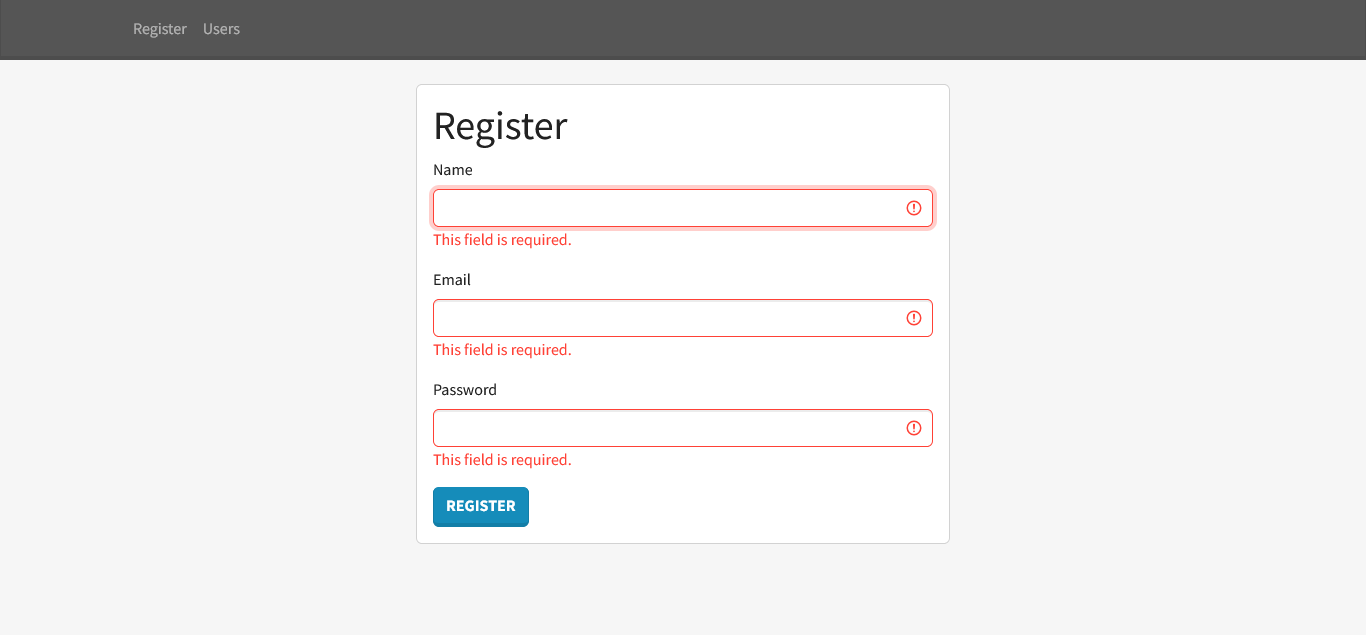 Register Users
Register
Name
This field is required.
Email
This field is required.
Password
This field is required.
REGISTER